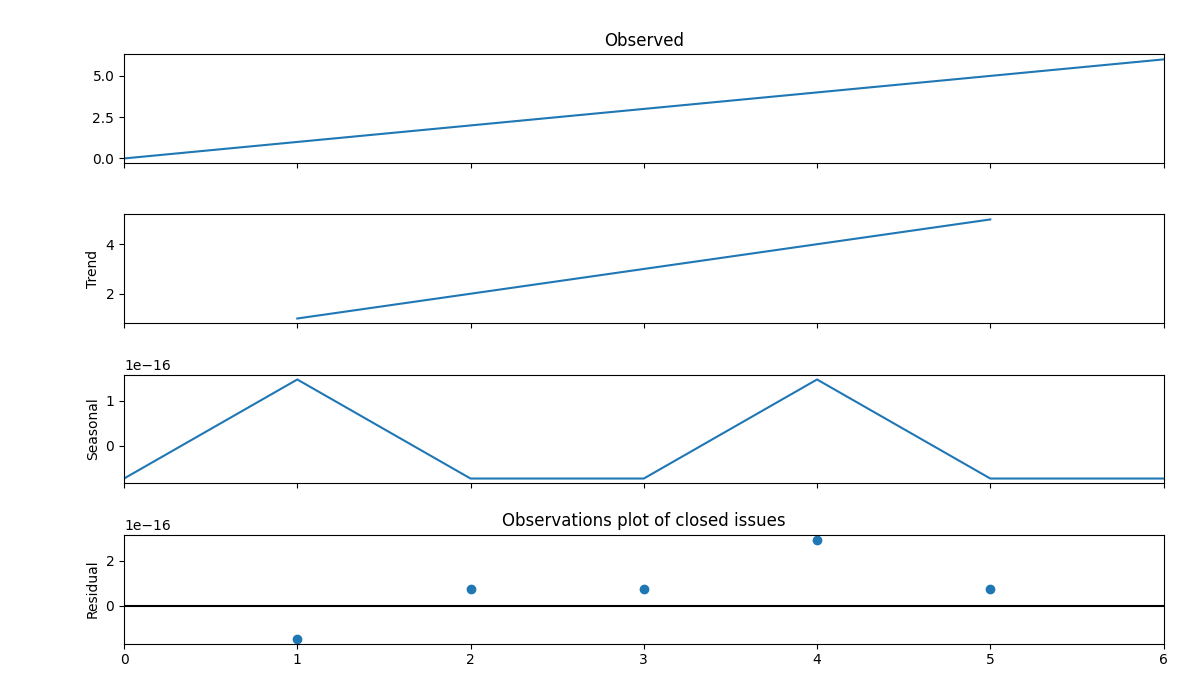 Observed
5.0
2.5
0.0
Trend
4
2
1e−16
Seasonal
1
0
Observations plot of closed issues
1e−16
Residual
2
0
0 1 2 3 4 5 6